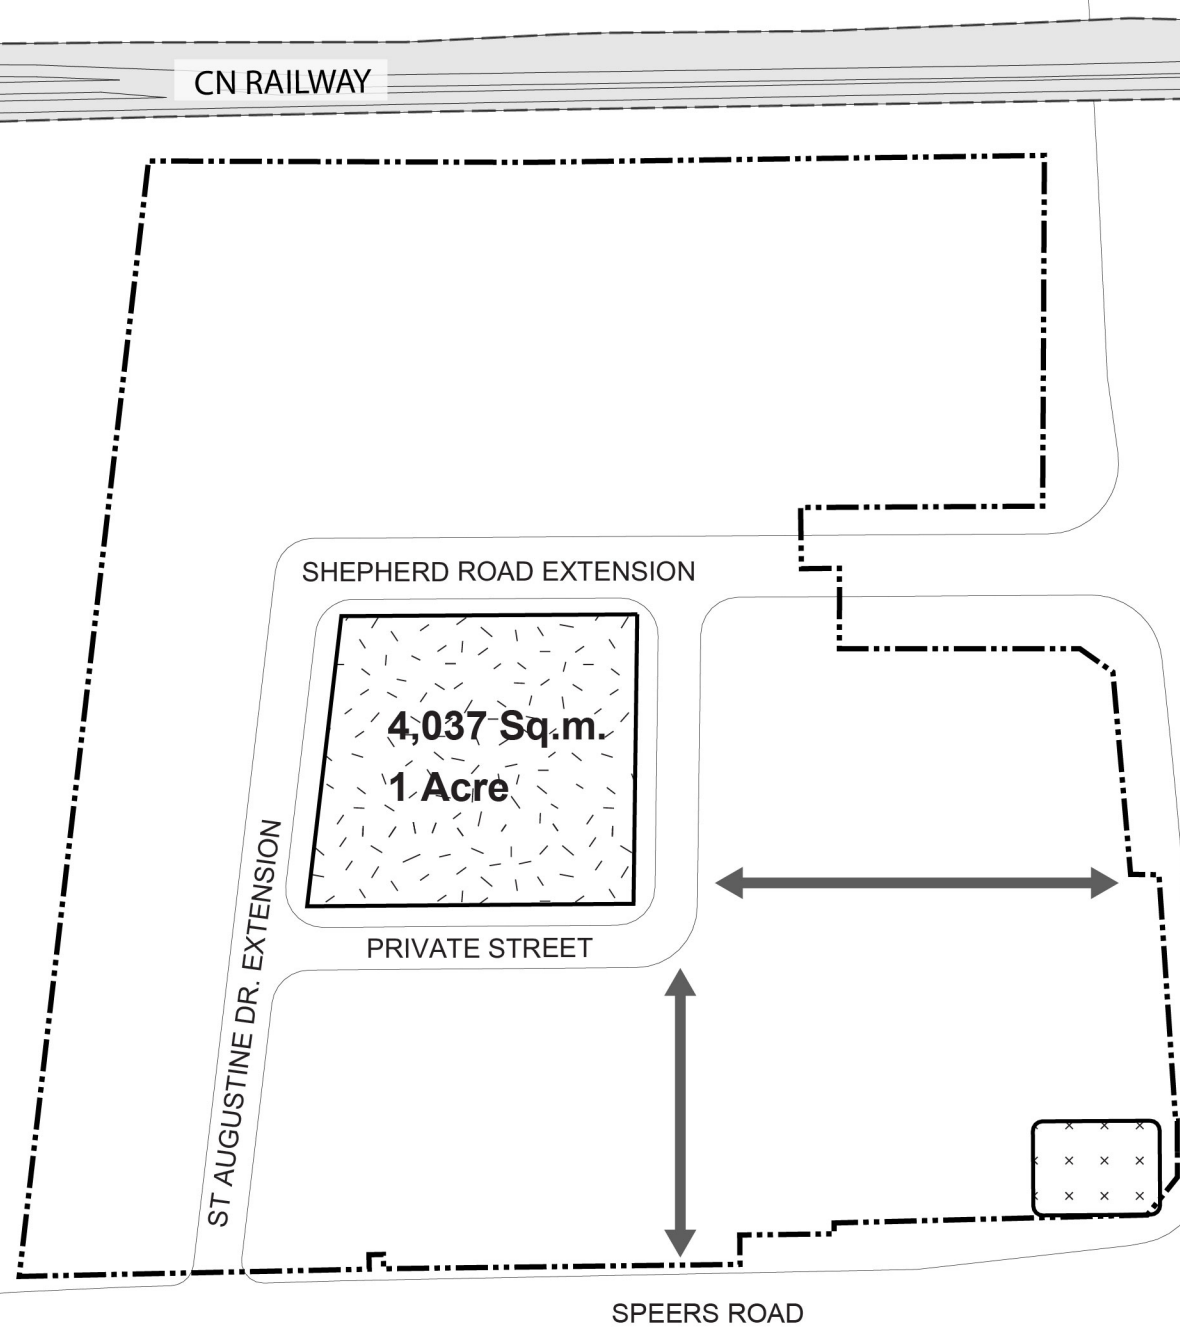 CN RAILWAY
SHEPHERD ROAD EXTENSION
4,037 Sq.m.
1 Acre
ST AUGUSTINE DR. EXTENSION
PRIVATE STREET
SPEERS ROAD